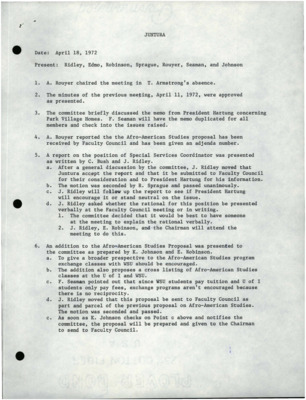 JUNTURA
Date: April 18, 1972
Present: Ridley, Edmo, Robinson, Sprague, Rouyer, Seaman, and Johnson
1. A. Rouyer chaired the meeting in T. Armstrong's absence.
2. The minutes of the previous meeting, April 11, 1972, were approved
as presented.
3. The committee briefly discussed the memo from President Hartung concerning
Park Village Homes. F. Seaman will have the memo duplicated for all
members and check into the issues raised.
4. A. Rouyer reported the the Afro-American Studies proposal has been
received by Faculty Council and has been given an adjenda number.
5. A report on the position of Special Services Coordinator was presented
as written by C. Rush and J. Ridley.
a. After a general discussion by the committee, J. Ridley moved that
Juntura accept the report and that it be submitted to Faculty Council
for their consideration and to President Hartung for his information.
b. The motion was seconded by R. Sprague and passed unanimously.
c. J. Ridley will follow up the report to see if President Hartung
will encourage it or stand neutral on the issue.
d. J. Ridley asked whether the rational for this position be presented
verbally at the Faculty Council meeting or in writing.
1. The committee decided that it would be best to have someone
at the meeting to explain the rational verbally.
2. J. Ridley, E. Robinson, and the Chairman will attend the
meeting to do this.
6. An addition to the Afro-American Studies Proposal was presented to
the committee as prepared by K. Johnson and E. Robinson.
a. To give a broader prespective to the Afro-American Studies program
exchange classes with WSU should be encouraged.
b. The addition also proposes a cross listing of Afro-American Studies
classes at the U of I and WSU.
c. F. Seaman pointed out that since WSU students pay tuition and U of I
students only pay fees, exchange programs aren't encouraged because
there is no reciprocity.
d. J. Ridley moved that this proposal be sent to Faculty Council as
part and parcel of the previous proposal on Afro-American Studies.
The motion was seconded and passed.
e. As soon as K. Johnson checks on Point c above and notifies the
committee, the proposal will be prepared and given to the Chairman
to send to Faculty Council.